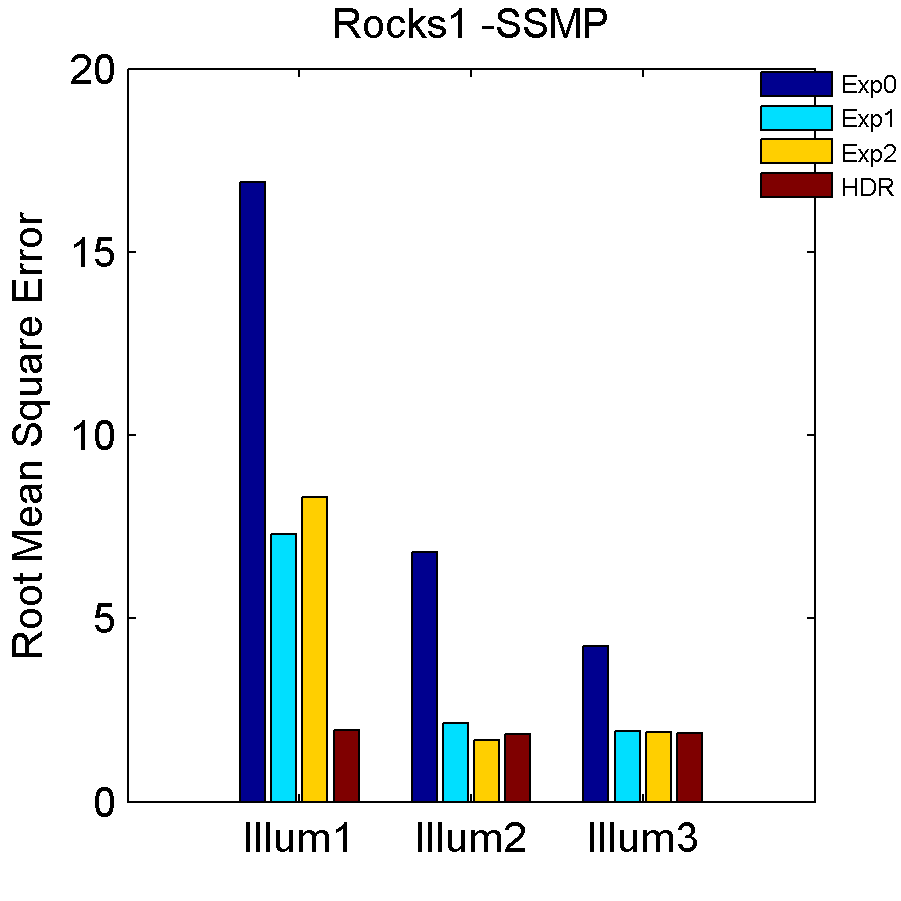 Rocks1 -SSMP
Root Mean Square Error
20
15
10
5
0
Illum1 Illum2 Illum3
Exp0
Exp1
Exp2
HDR